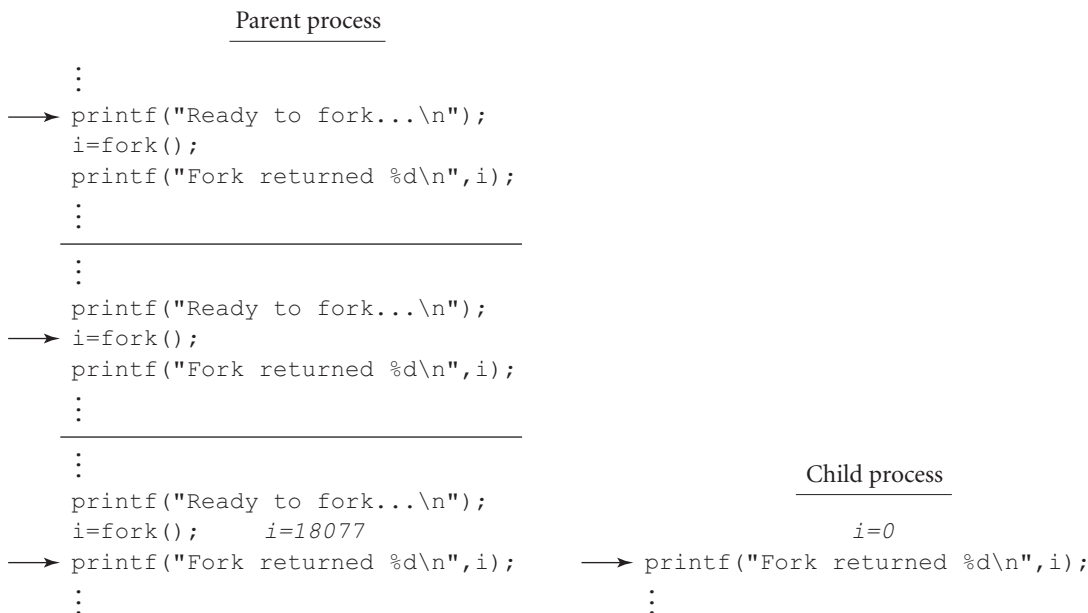 Parent process
⋮
printf("Ready to fork...\n");
i=fork();
printf("Fork returned %d\n",i);
⋮
⋮
printf("Ready to fork...\n");
i=fork();
printf("Fork returned %d\n",i);
⋮
⋮
printf("Ready to fork...\n");
i=fork(); i=18077
printf("Fork returned %d\n",i);
⋮
Child process
i=0
printf("Fork returned %d\n",i);
⋮